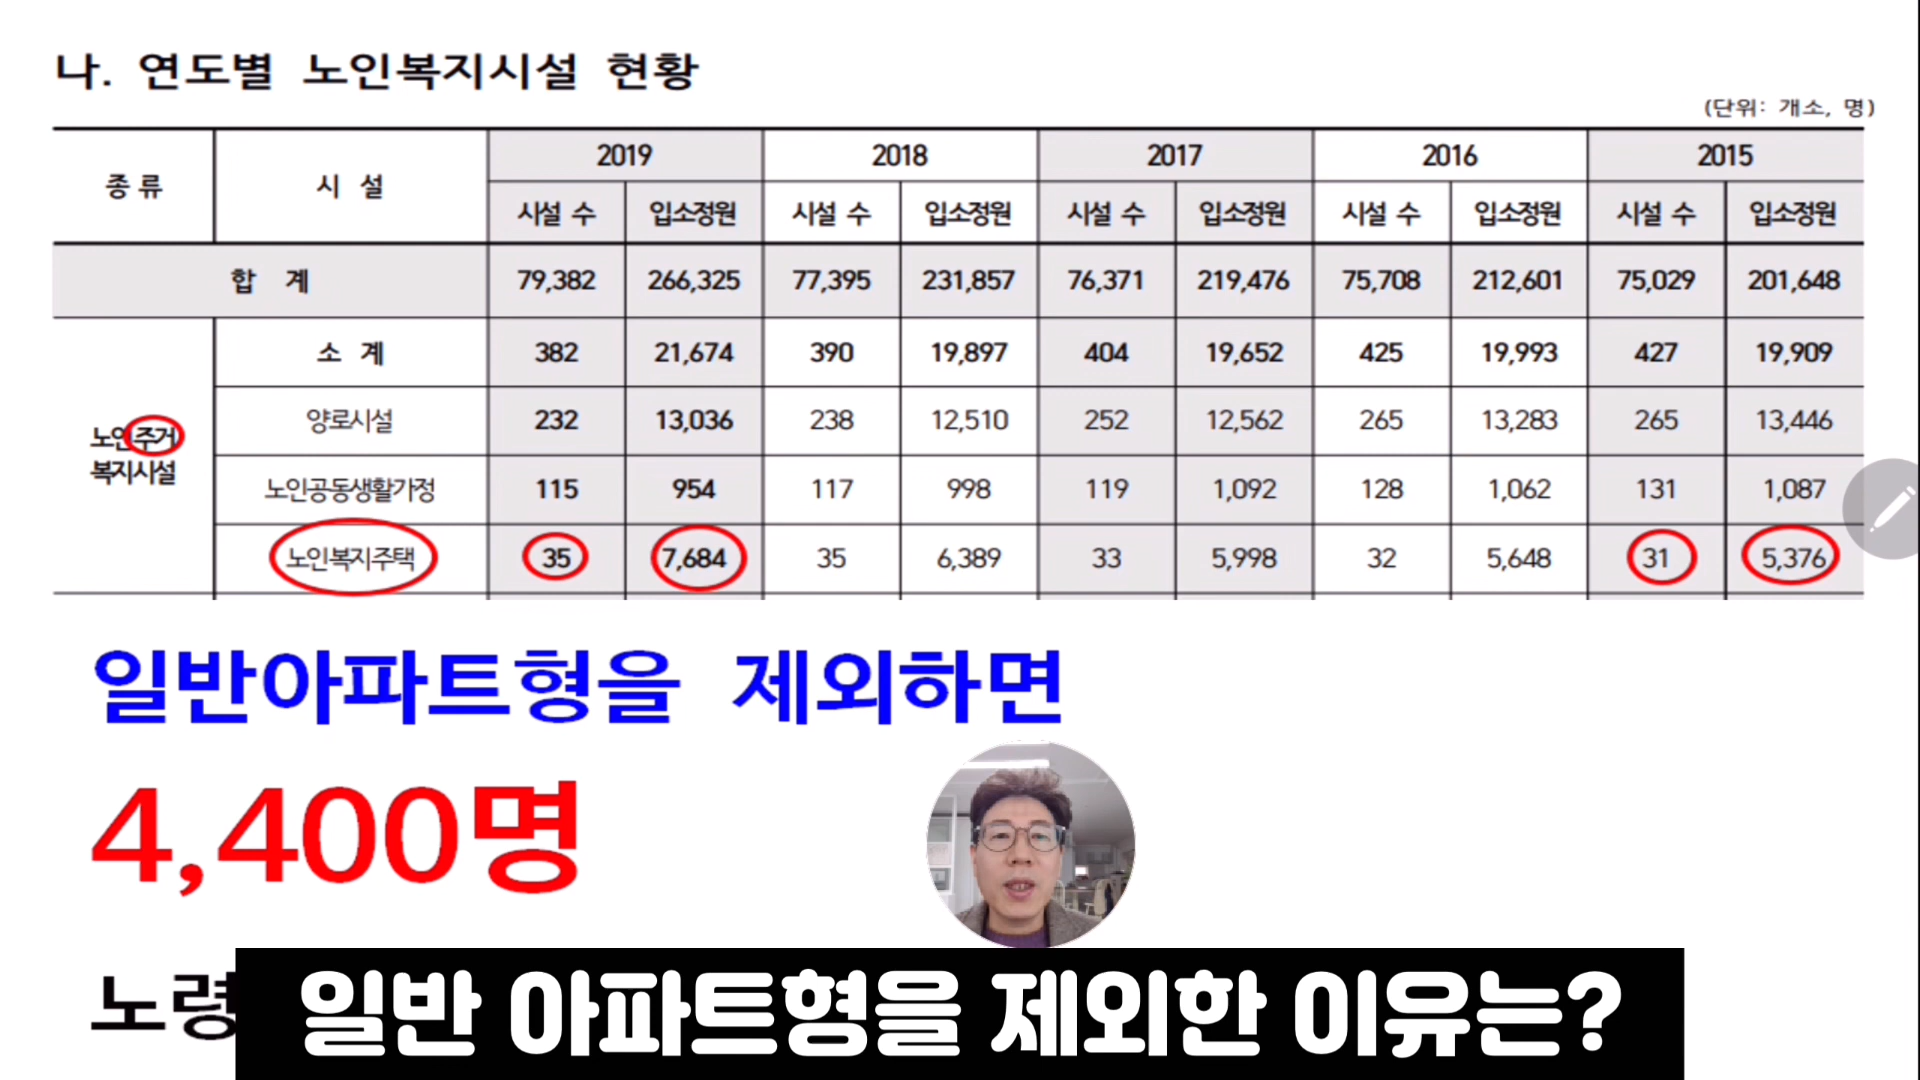 나. 연도별 노인복지시설 현황
(단위: 개소, 명)
종류 시 설 2019 2018 2017 2016 2015
시설 수 입소정원 시설 수 입소정원 시설 수 입소정원 시설 수 입소정원 시설 수 입소정원
합 계 79,382 266,325 77,395 231,857 76,371 219,476 75,708 212,601 75,029 201,648
노인주거
복지시설
소 계 382 21,674 390 19,897 404 19,652 425 19,993 427 19,909
양로시설 232 13,036 238 12,510 252 12,562 265 13,283 265 13,446
노인공동생활가정 115 954 117 998 119 1,092 128 1,062 131 1,087
노인복지주택 35 7,684 35 6,389 33 5,998 32 5,648 31 5,376
일반아파트형을 제외하면
4,400명
노령
일반 아파트형을 제외한 이유는?